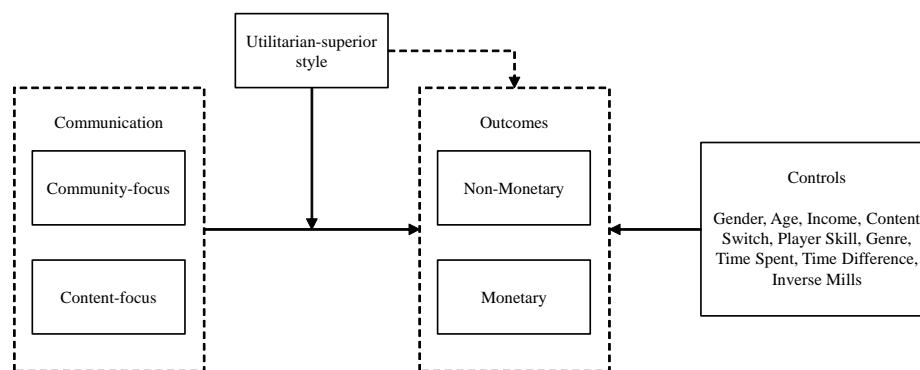 Utilitarian-superior
style
Communication
Community-focus
Content-focus
Outcomes
Non-Monetary
Monetary
Controls
Gender, Age, Income, Content
Switch, Player Skill, Genre,
Time Spent, Time Difference,
Inverse Mills